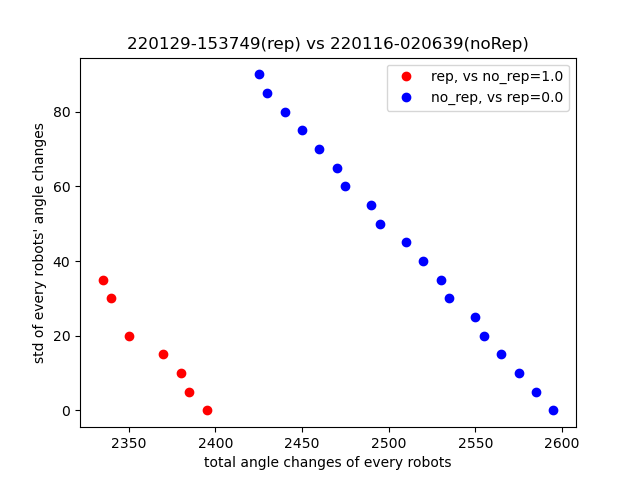 220129-153749(rep) vs 220116-020639(noRep)
rep, vs no_rep=1.0
no_rep, vs rep=0.0
std of every robots' angle changes
80
60
40
20
0
2350 2400 2450 2500 2550 2600
total angle changes of every robots